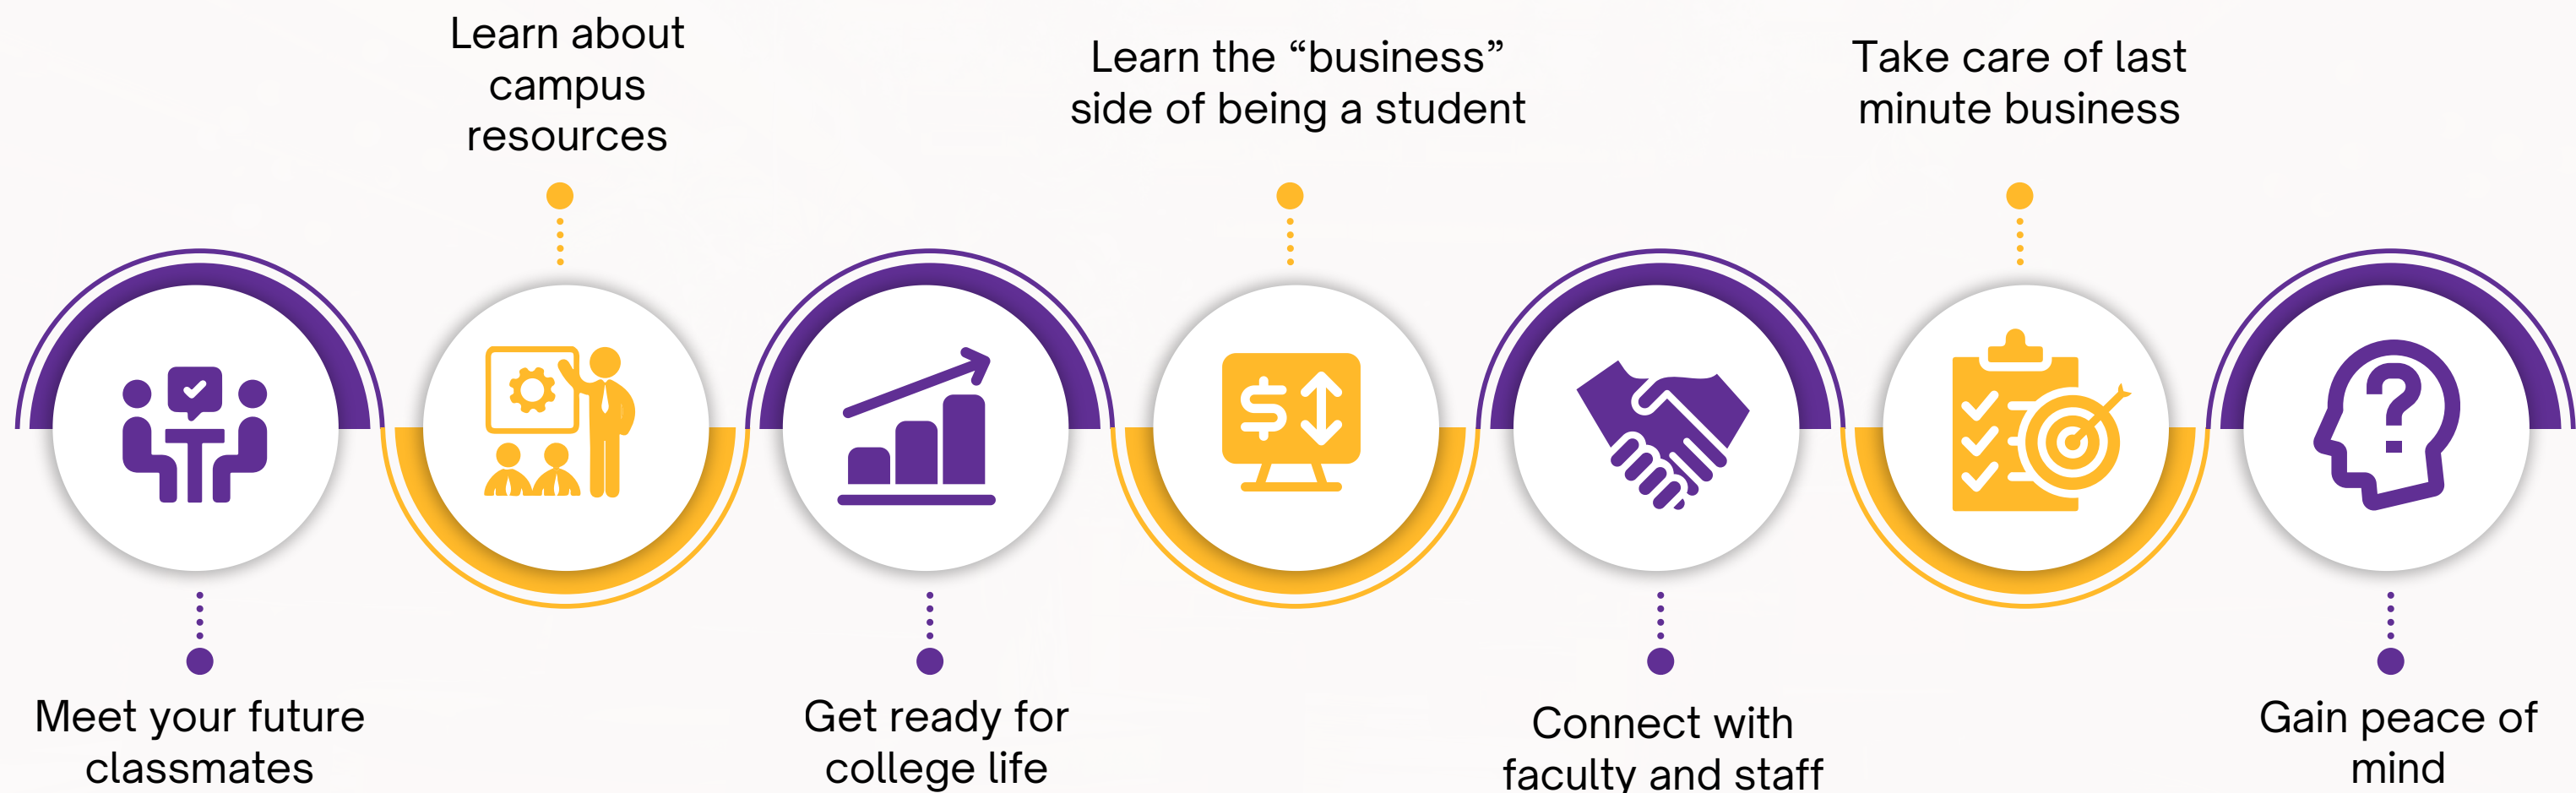 Meet your future
classmates
Learn about
campus
resources
Get ready for
college life
Learn the “business”
side of being a student
Connect with
faculty and staff
Take care of last
minute business
Gain peace of
mind